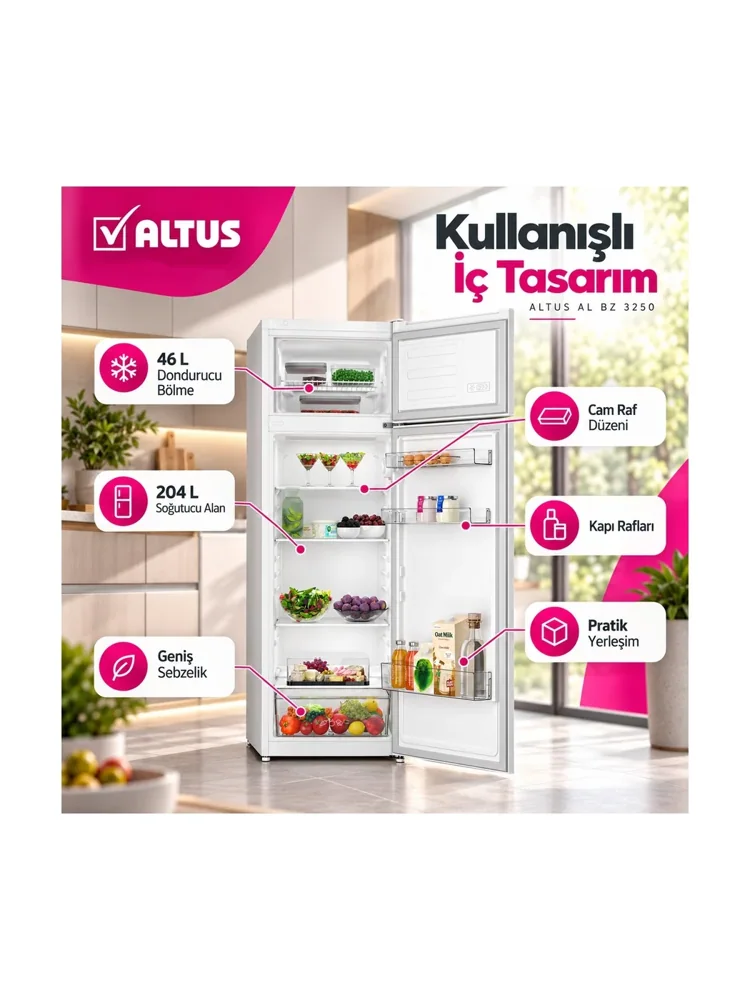 ALTUS
Kullanışlı
İç Tasarım
ALTUS AL BZ 3250
46 L
Dondurucu
Bölme
204 L
Soğutucu Alan
Geniş
Sebzelik
Cam Raf
Düzeni
Kapı Rafları
Pratik
Yerleşim
Oat Milk